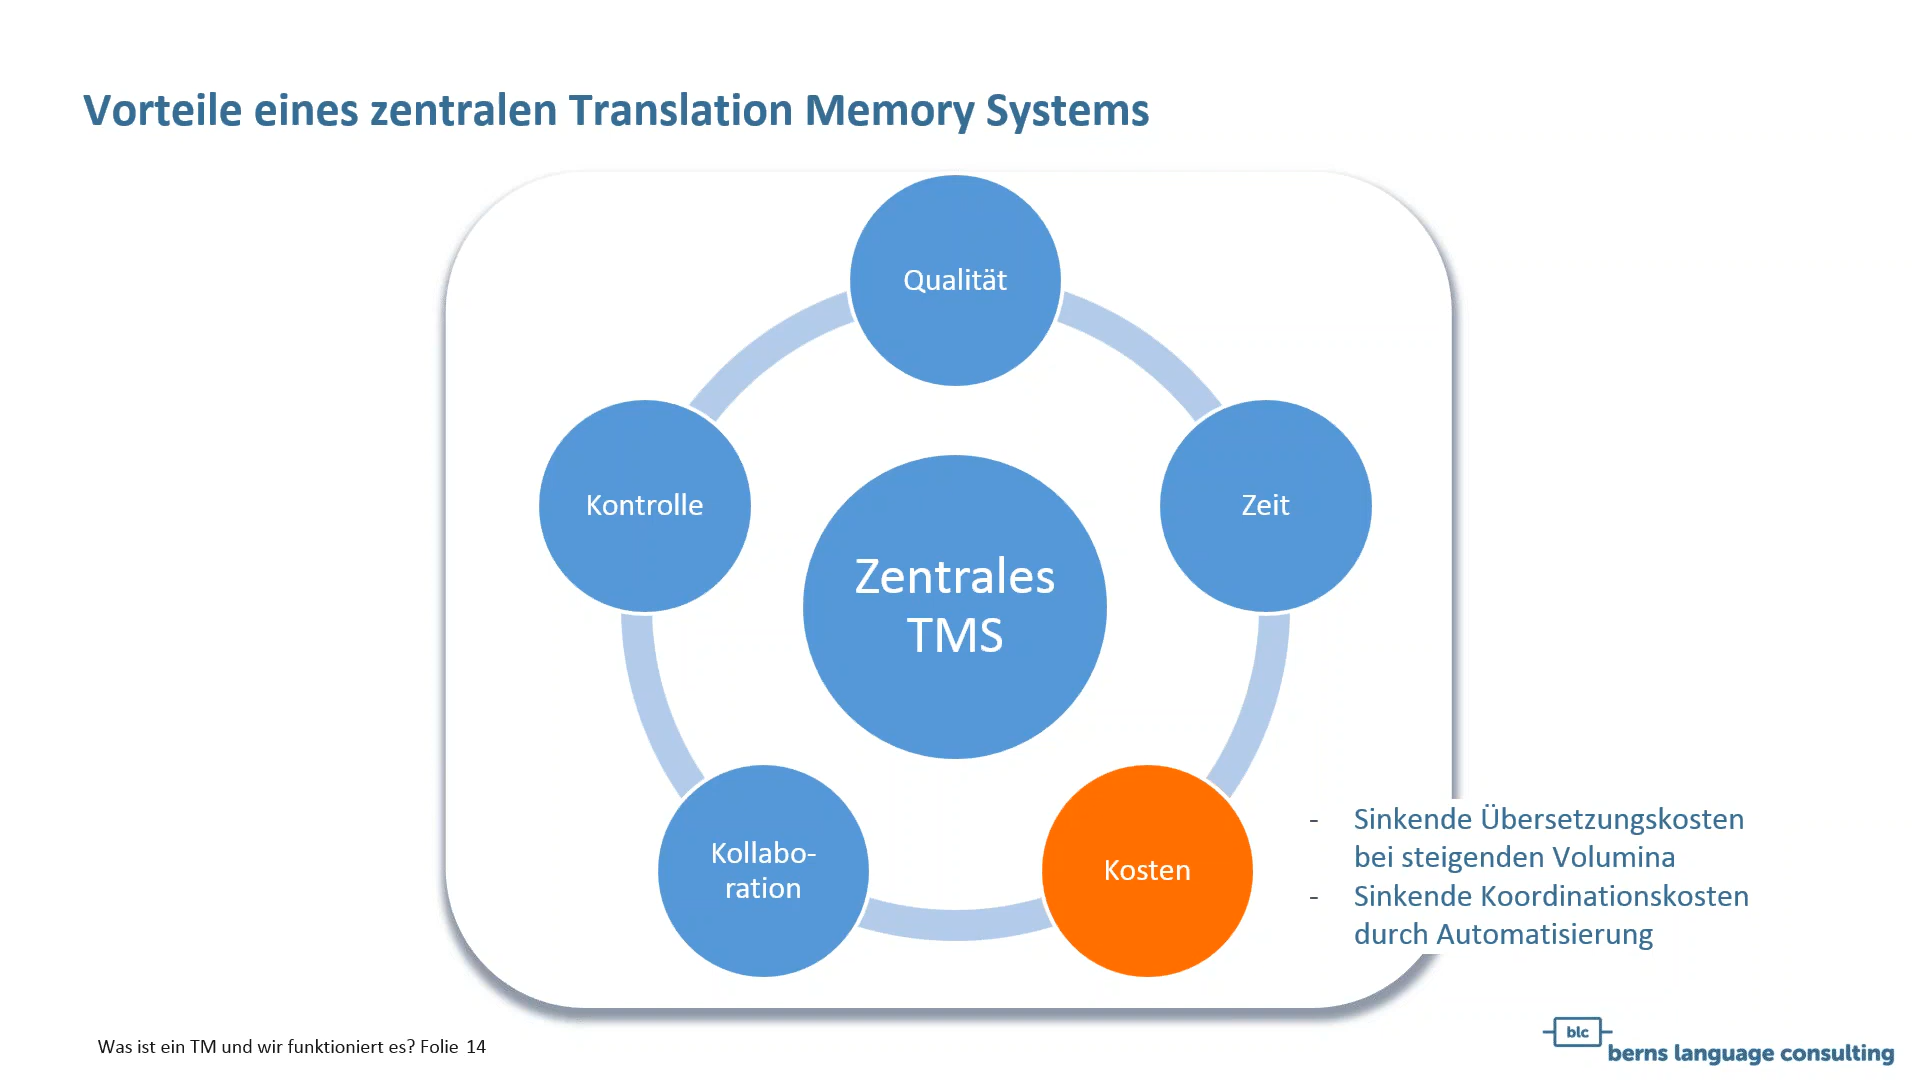 Vorteile eines zentralen Translation Memory Systems
Qualität
Kontrolle
Zeit
Zentrales
TMS
Kollabo-
ration
Kosten
- Sinkende Übersetzungskosten
bei steigenden Volumina
- Sinkende Koordinationskosten
durch Automatisierung
Was ist ein TM und wir funktioniert es? Folie 14
blc
berns language consulting